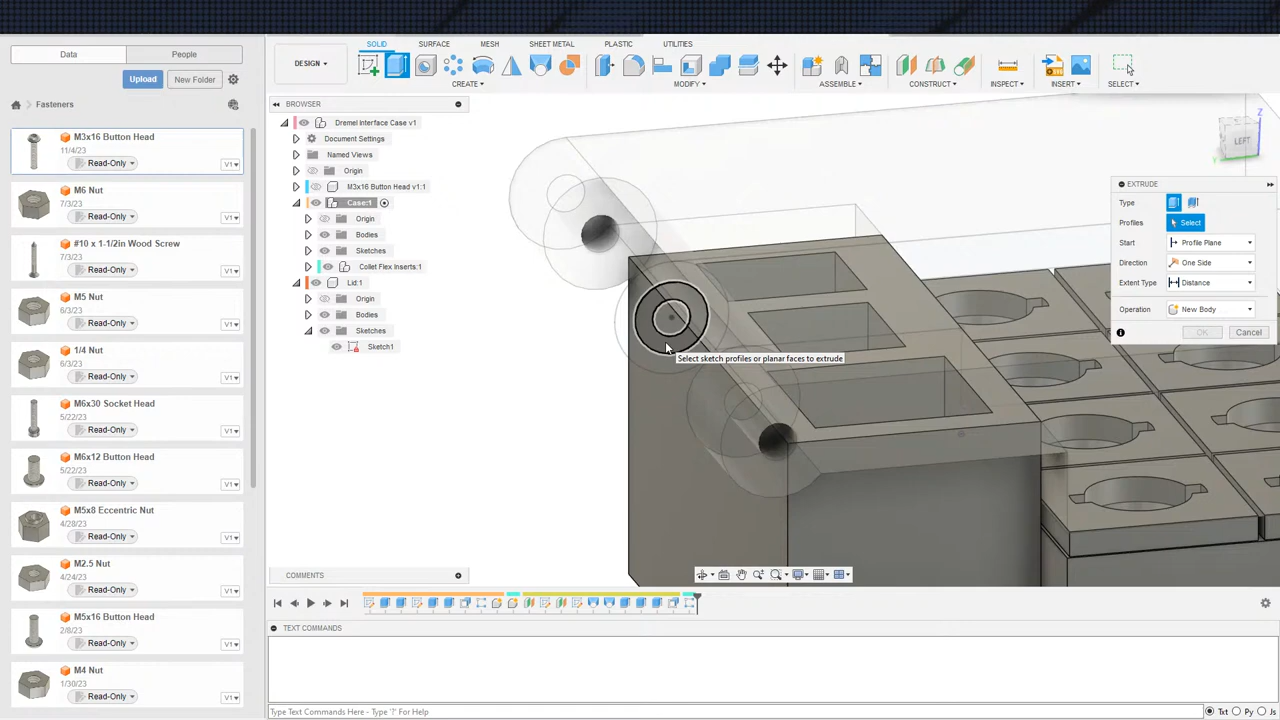 Data
People
Upload
New Folder
Fasteners
M3x16 Button Head
11/4/23
Read-Only
V1
M6 Nut
7/3/23
Read-Only
V1
#10 x 1-1/2in Wood Screw
7/3/23
Read-Only
V1
M5 Nut
6/3/23
Read-Only
V1
1/4 Nut
6/3/23
Read-Only
V1
M6x30 Socket Head
5/22/23
Read-Only
V1
M6x12 Button Head
5/22/23
Read-Only
V1
M5x8 Eccentric Nut
4/28/23
Read-Only
V1
M2.5 Nut
4/24/23
Read-Only
V1
M5x16 Button Head
2/8/23
Read-Only
V1
M4 Nut
1/30/23
Read-Only
V1
DESIGN
SOLID
SURFACE
MESH
SHEET METAL
PLASTIC
UTILITIES
CREATE
MODIFY
ASSEMBLE
CONSTRUCT
INSPECT
INSERT
SELECT
BROWSER
Dremel Interface Case v1
Document Settings
Named Views
Origin
M3x16 Button Head v1:1
Case:1
Origin
Bodies
Sketches
Collet Flex Inserts:1
Lid:1
Origin
Bodies
Sketches
Sketch1
Select sketch profiles or planar faces to extrude
Z
LEFT
Y
EXTRUDE
Type
Profiles
Select
Start
Profile Plane
Direction
One Side
Extent Type
Distance
Operation
New Body
OK
Cancel
COMMENTS
TEXT COMMANDS
Type Text Commands Here - Type '?' For Help
Txt
Py
Js